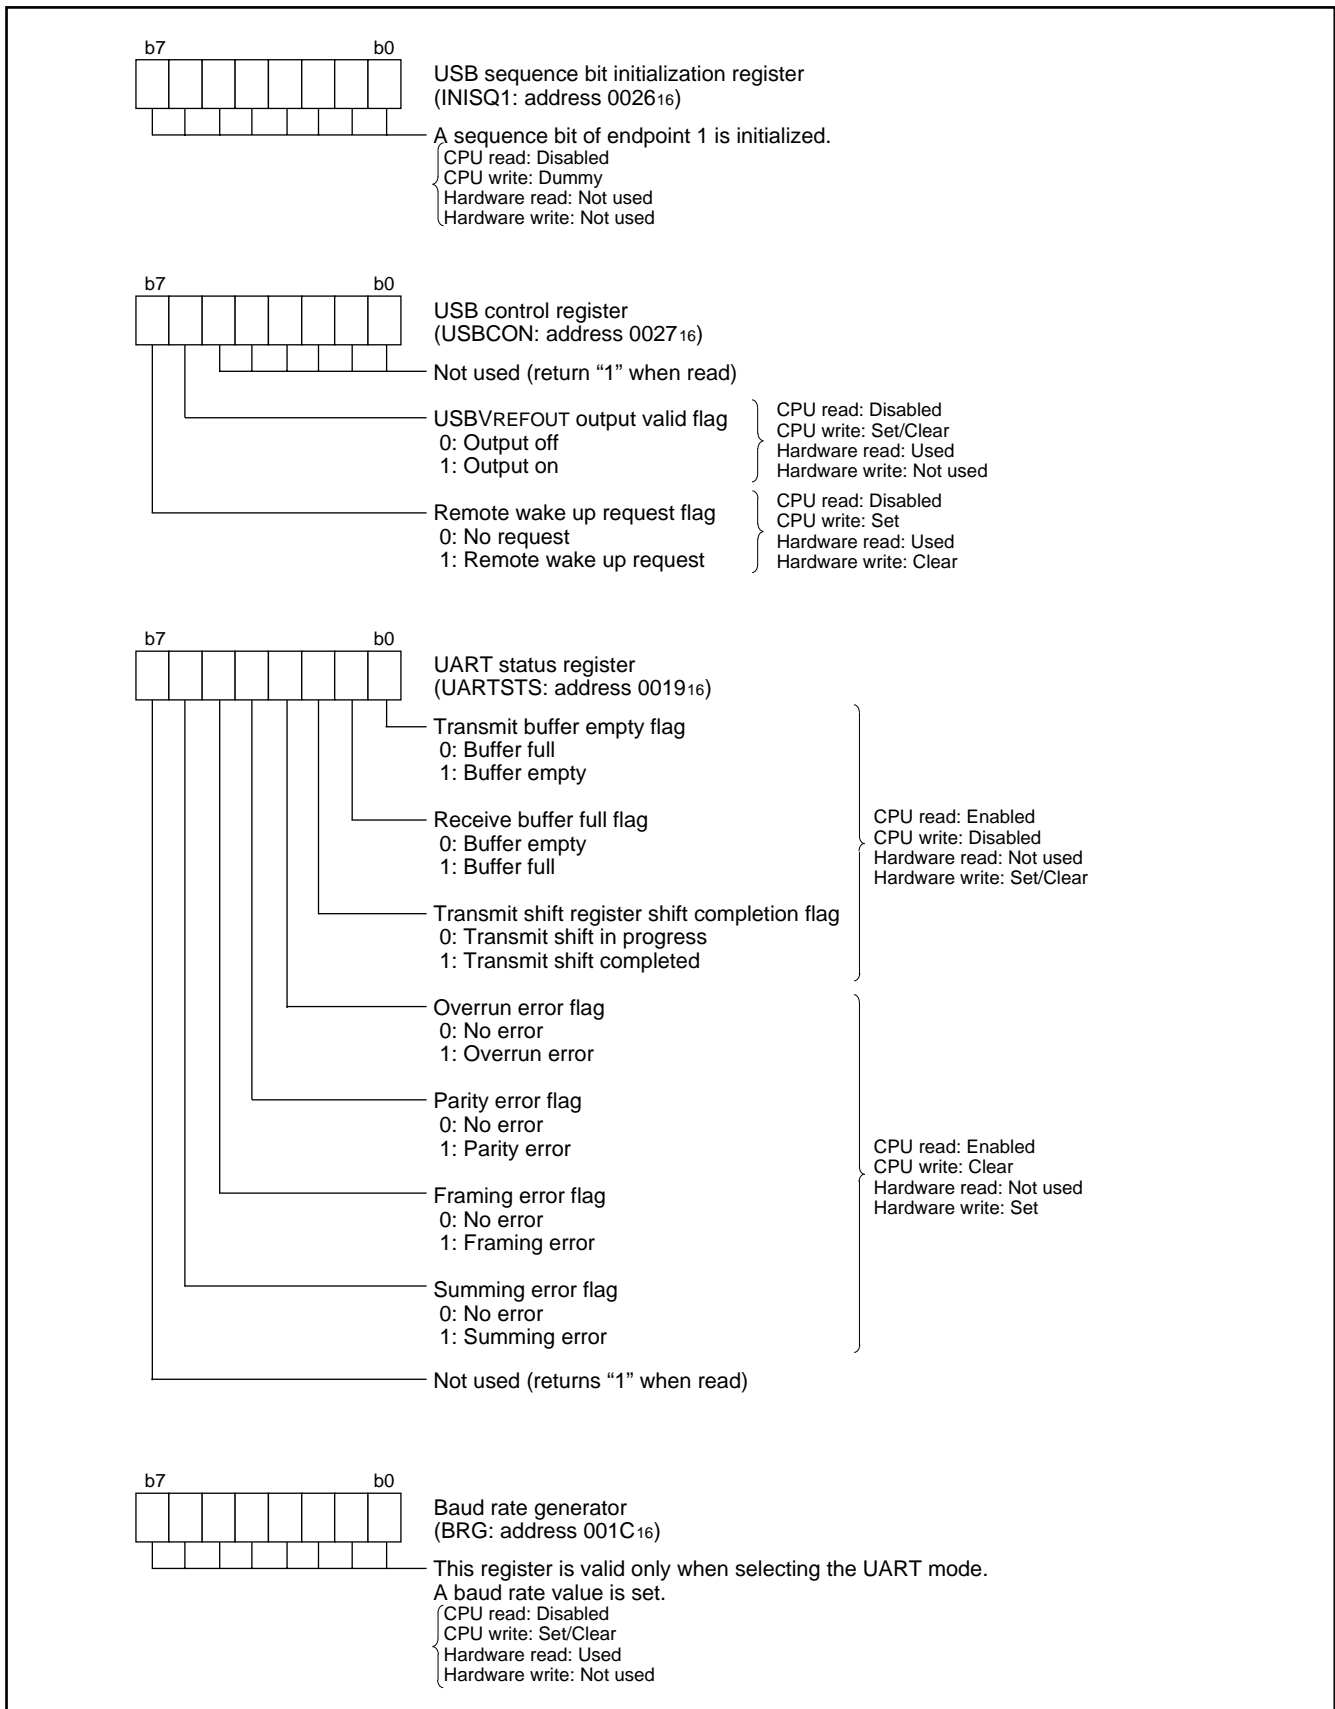 b7 b0
USB sequence bit initialization register
(INISQ1: address 002616)
A sequence bit of endpoint 1 is initialized.
CPU read: Disabled
CPU write: Dummy
Hardware read: Not used
Hardware write: Not used
b7 b0
USB control register
(USBCON: address 002716)
Not used (return “1” when read)
USBVREFOUT output valid flag
0: Output off
1: Output on
CPU read: Disabled
CPU write: Set/Clear
Hardware read: Used
Hardware write: Not used
Remote wake up request flag
0: No request
1: Remote wake up request
CPU read: Disabled
CPU write: Set
Hardware read: Used
Hardware write: Clear
b7 b0
UART status register
(UARTSTS: address 001916)
Transmit buffer empty flag
0: Buffer full
1: Buffer empty
Receive buffer full flag
0: Buffer empty
1: Buffer full
Transmit shift register shift completion flag
0: Transmit shift in progress
1: Transmit shift completed
CPU read: Enabled
CPU write: Disabled
Hardware read: Not used
Hardware write: Set/Clear
Overrun error flag
0: No error
1: Overrun error
Parity error flag
0: No error
1: Parity error
Framing error flag
0: No error
1: Framing error
Summing error flag
0: No error
1: Summing error
CPU read: Enabled
CPU write: Clear
Hardware read: Not used
Hardware write: Set
Not used (returns “1” when read)
b7 b0
Baud rate generator
(BRG: address 001C16)
This register is valid only when selecting the UART mode.
A baud rate value is set.
CPU read: Disabled
CPU write: Set/Clear
Hardware read: Used
Hardware write: Not used